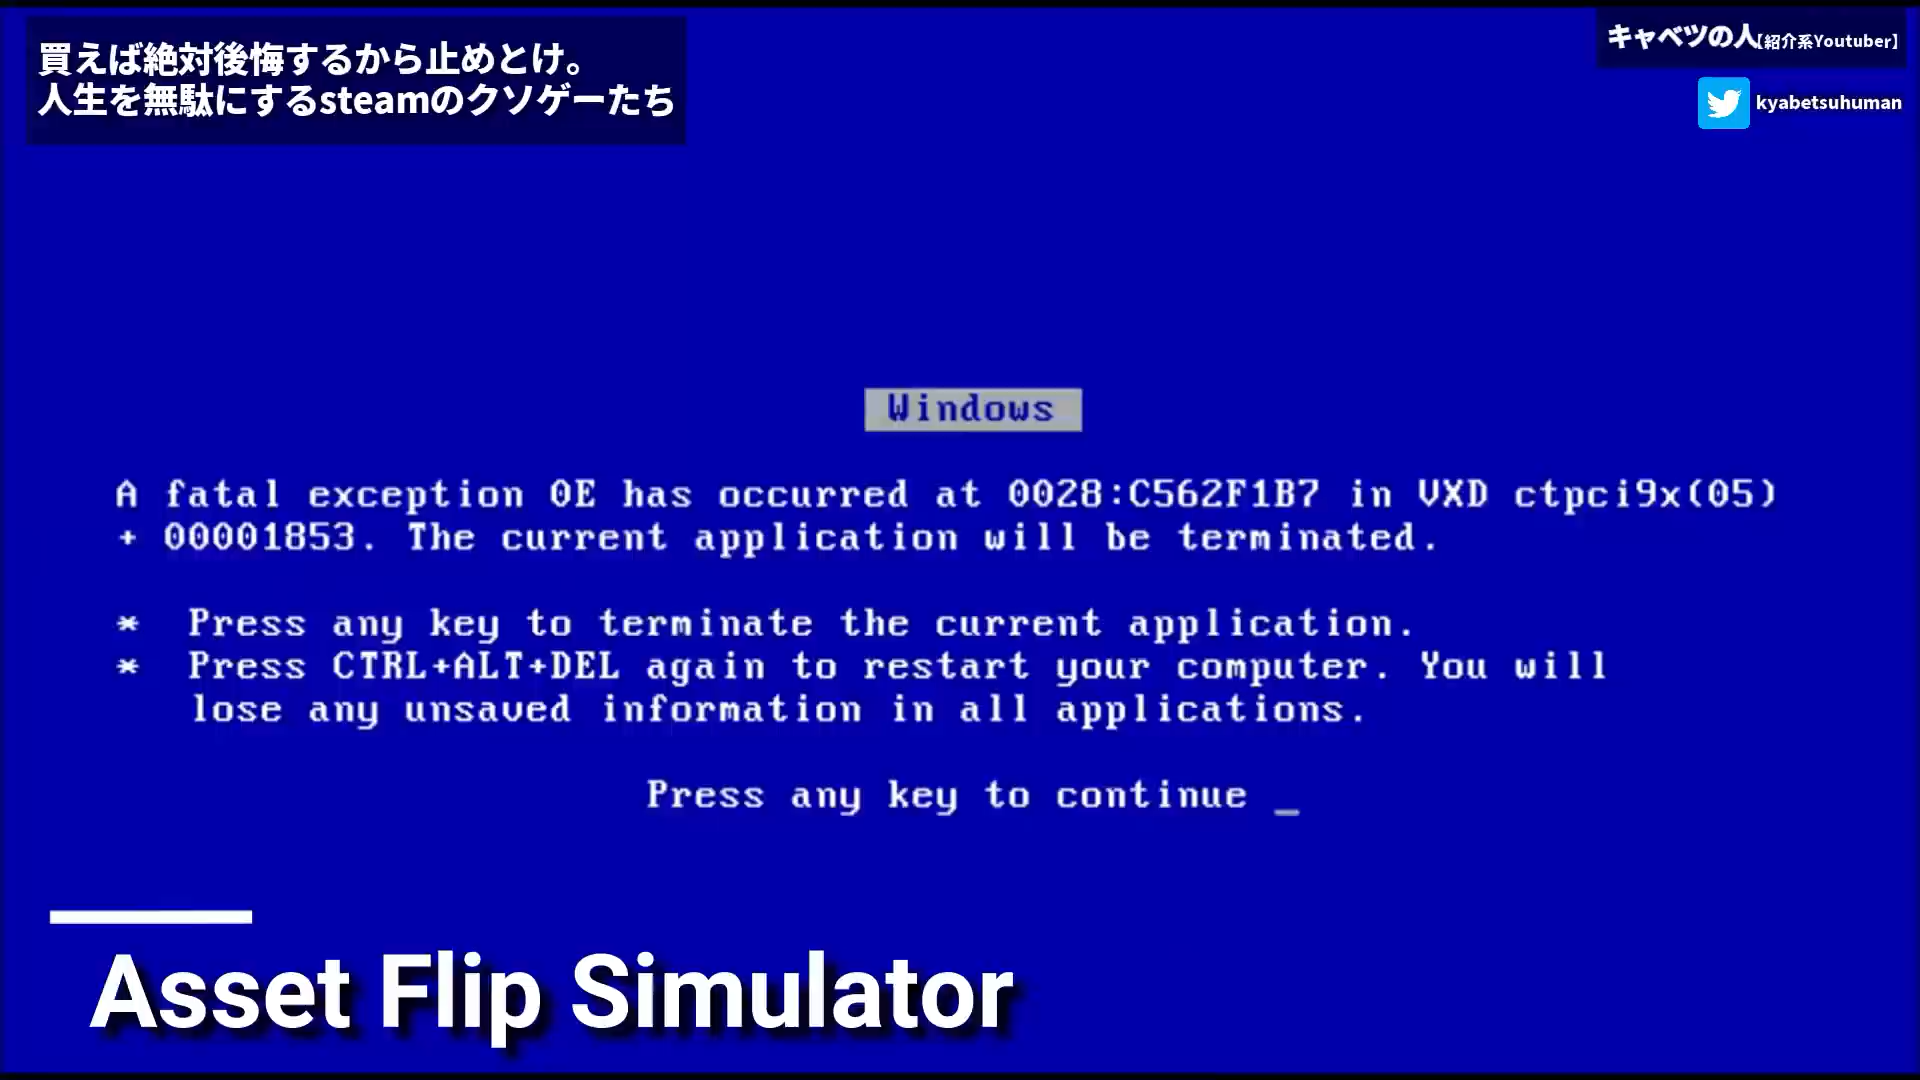 買えば絶対後悔するから止めとけ。
人生を無駄にするsteamのクソゲーたち
キャベツの人【紹介系Youtuber】
kyabetsuhuman
Windows
A fatal exception 0E has occurred at 0028:C562F1B7 in VXD ctpci9x(05)
+ 00001853. The current application will be terminated.
* Press any key to terminate the current application.
* Press CTRL+ALT+DEL again to restart your computer. You will
lose any unsaved information in all applications.
Press any key to continue _
Asset Flip Simulator